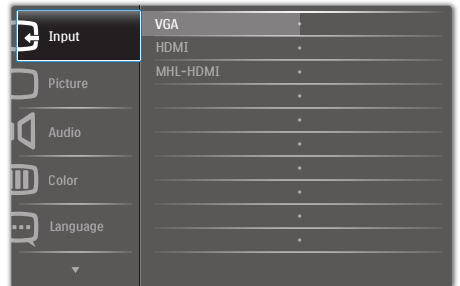 Input
Picture
Audio
Color
Language
VGA
HDMI
MHL-HDMI